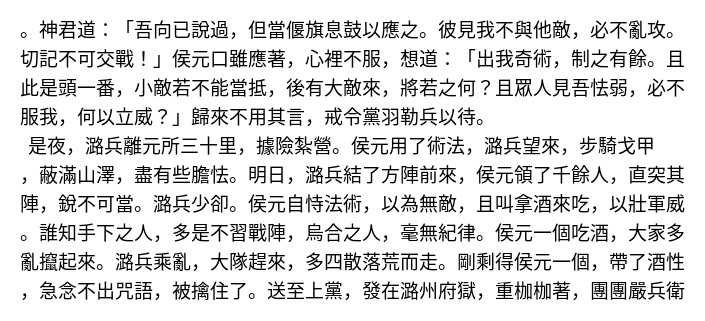 。神君道：「吾向已說過，但當偃旗息鼓以應之。彼見我不與他敵，必不亂攻。
切記不可交戰！」侯元口雖應著，心裡不服，想道：「出我奇術，制之有餘。且
此是頭一番，小敵若不能當抵，後有大敵來，將若之何？且眾人見吾怯弱，必不
服我，何以立威？」歸來不用其言，戒令黨羽勒兵以待。
是夜，潞兵離元所三十里，據險紮營。侯元用了術法，潞兵望來，步騎戈甲
，蔽滿山澤，盡有些膽怯。明日，潞兵結了方陣前來，侯元領了千餘人，直突其
陣，銳不可當。潞兵少卻。侯元自恃法術，以為無敵，且叫拿酒來吃，以壯軍威
。誰知手下之人，多是不習戰陣，烏合之人，毫無紀律。侯元一個吃酒，大家多
亂攛起來。潞兵乘亂，大隊趕來，多四散落荒而走。剛剩得侯元一個，帶了酒性
，急念不出咒語，被擒住了。送至上黨，發在潞州府獄，重枷枷著，團團嚴兵衛